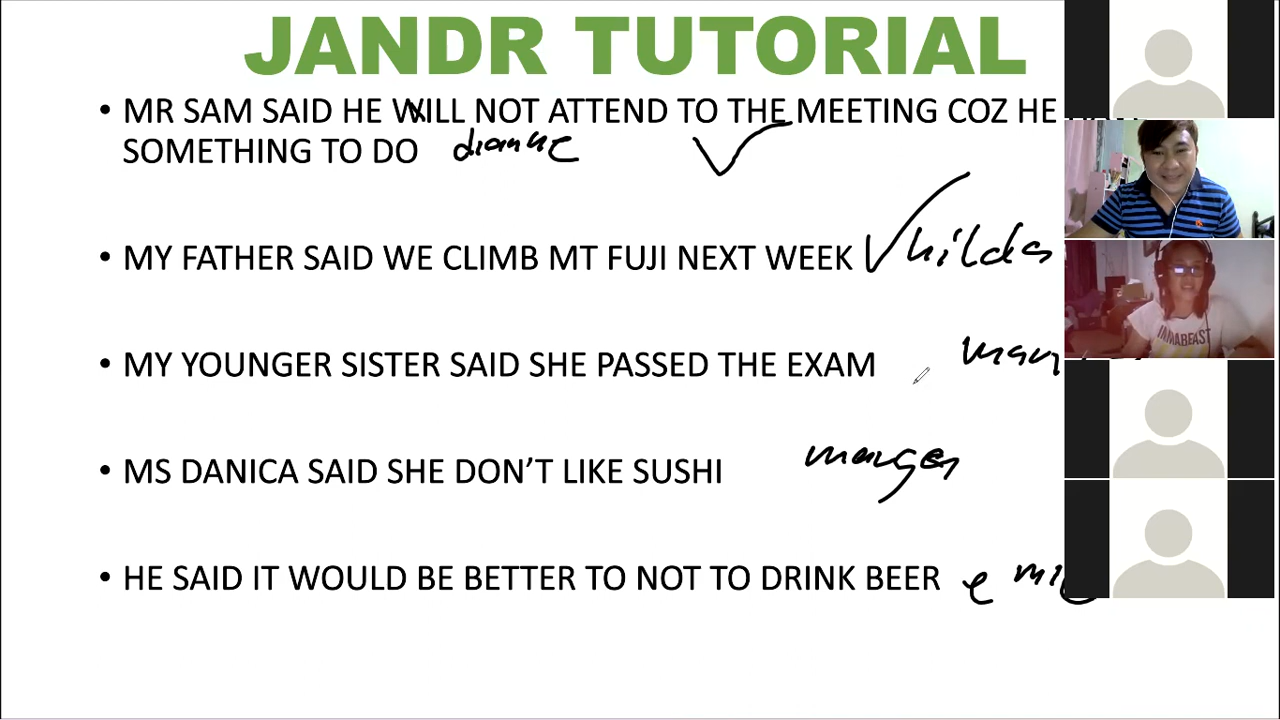 JANDR TUTORIAL
• MR SAM SAID HE WILL NOT ATTEND TO THE MEETING COZ HE
SOMETHING TO DO dianne
• MY FATHER SAID WE CLIMB MT FUJI NEXT WEEK hilda
• MY YOUNGER SISTER SAID SHE PASSED THE EXAM
• MS DANICA SAID SHE DON'T LIKE SUSHI
• HE SAID IT WOULD BE BETTER TO NOT TO DRINK BEER